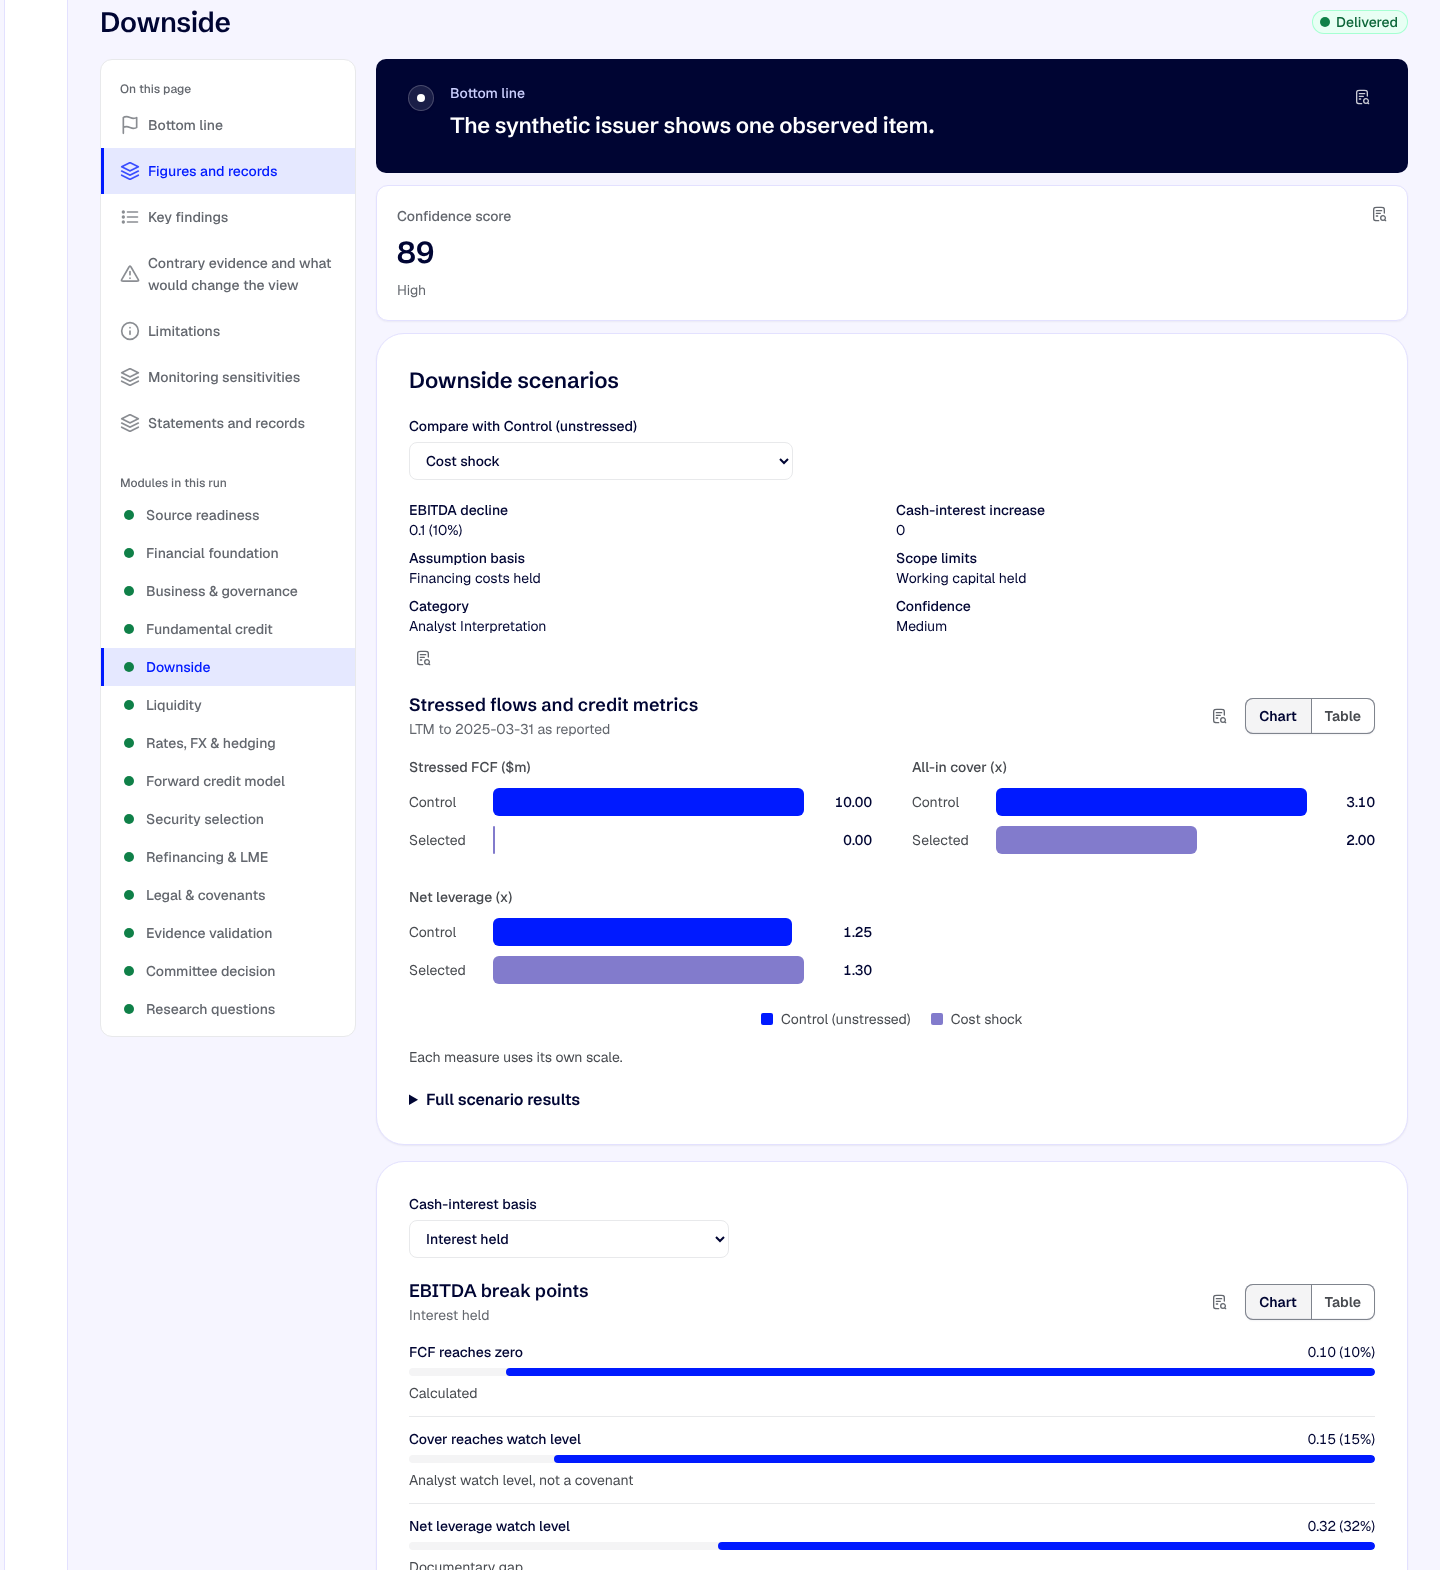 Downside
Delivered
On this page
Bottom line
Figures and records
Key findings
Contrary evidence and what
would change the view
Limitations
Monitoring sensitivities
Statements and records
Modules in this run
Source readiness
Financial foundation
Business & governance
Fundamental credit
Downside
Liquidity
Rates, FX & hedging
Forward credit model
Security selection
Refinancing & LME
Legal & covenants
Evidence validation
Committee decision
Research questions
Bottom line
The synthetic issuer shows one observed item.
Confidence score
89
High
Downside scenarios
Compare with Control (unstressed)
Cost shock
EBITDA decline
0.1 (10%)
Cash-interest increase
0
Assumption basis
Financing costs held
Scope limits
Working capital held
Category
Analyst Interpretation
Confidence
Medium
Stressed flows and credit metrics
LTM to 2025-03-31 as reported
Chart Table
Stressed FCF ($m)
Control 10.00
Selected 0.00
All-in cover (x)
Control 3.10
Selected 2.00
Net leverage (x)
Control 1.25
Selected 1.30
Control (unstressed) Cost shock
Each measure uses its own scale.
Full scenario results
Cash-interest basis
Interest held
EBITDA break points
Interest held
Chart Table
FCF reaches zero 0.10 (10%)
Calculated
Cover reaches watch level 0.15 (15%)
Analyst watch level, not a covenant
Net leverage watch level 0.32 (32%)
Documentary gap